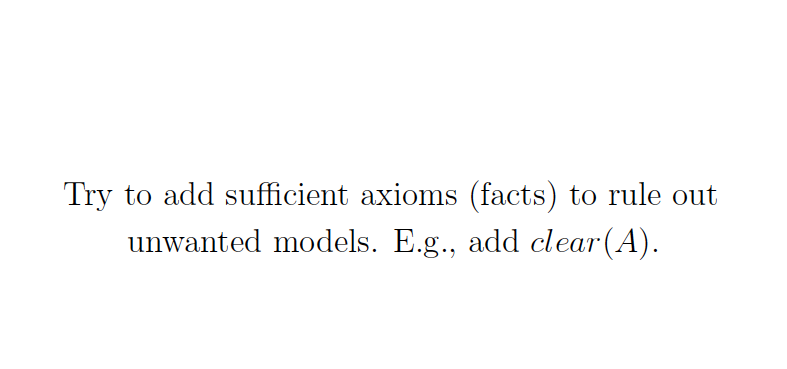 Try to add sufficient axioms (facts) to rule out
unwanted models. E.g., add clear(A).